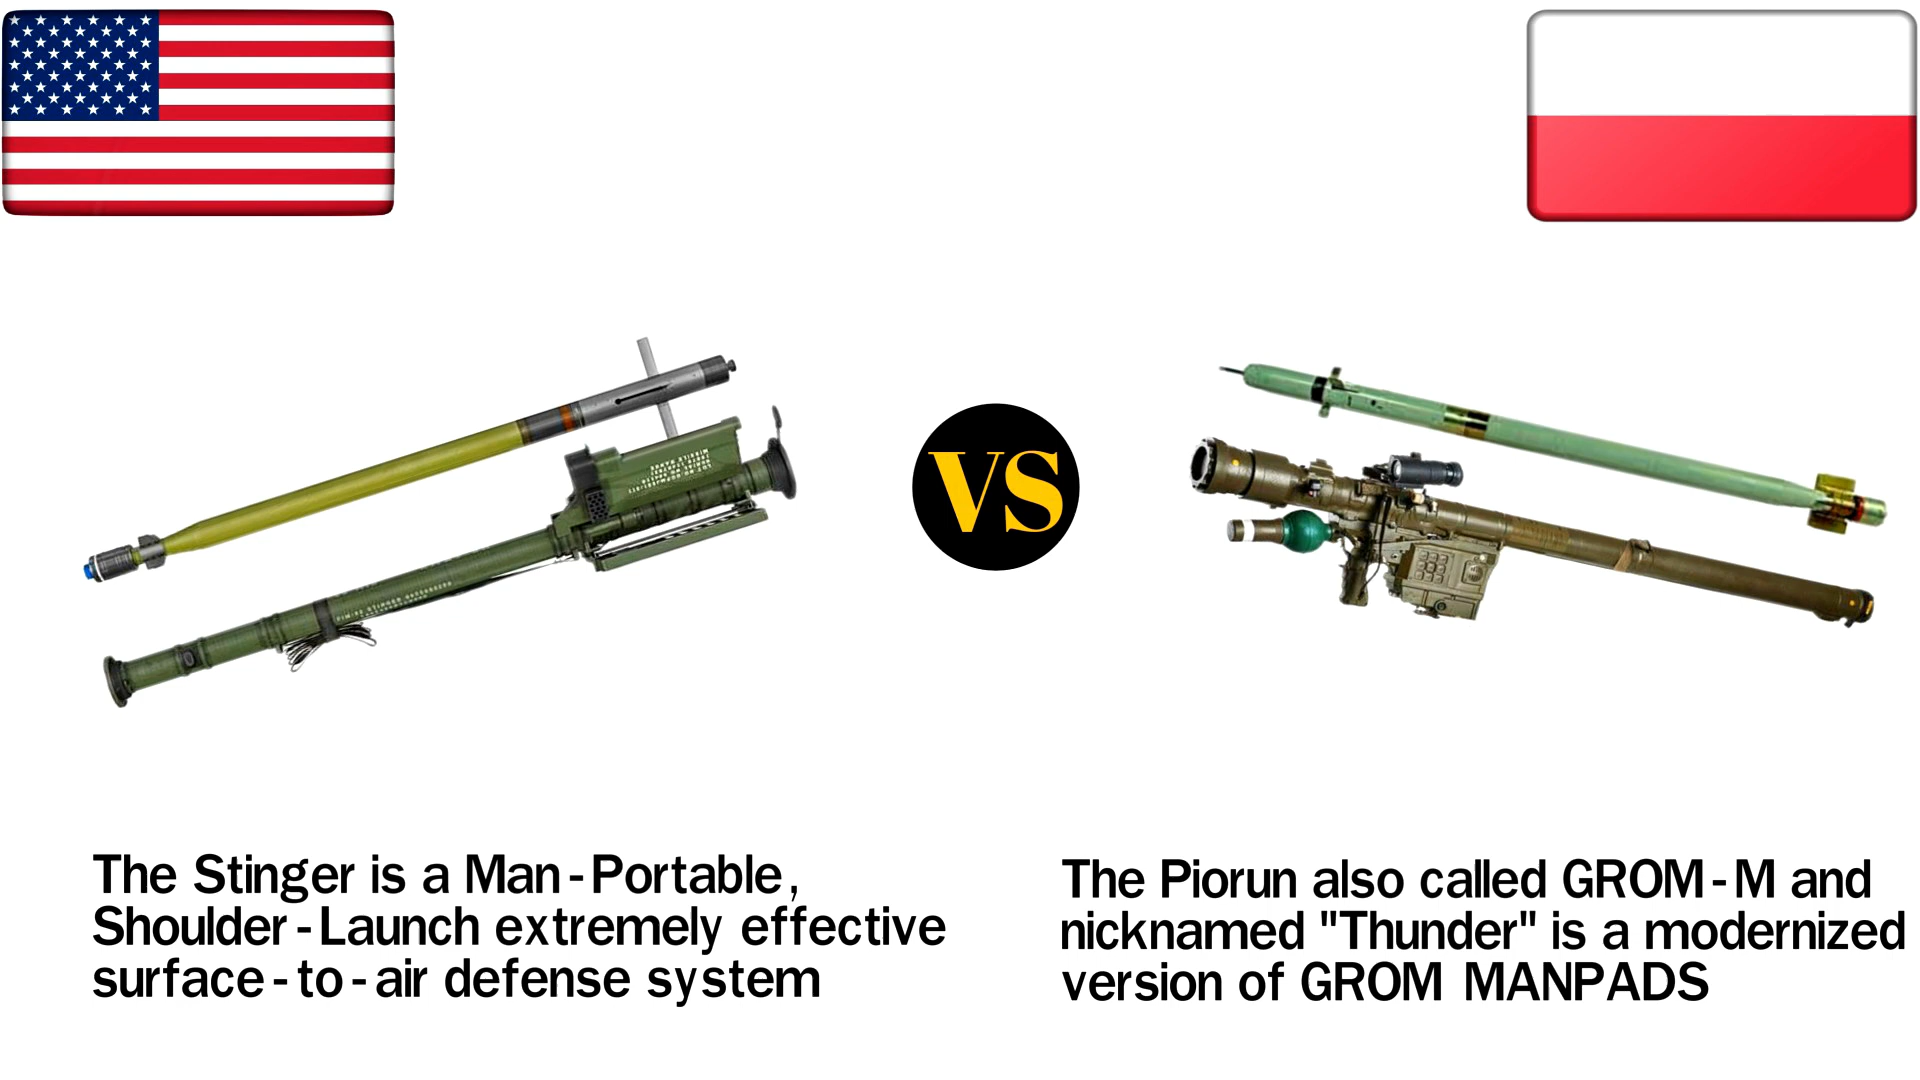 VS
The Stinger is a Man-Portable,
Shoulder-Launch extremely effective
surface-to-air defense system
The Piorun also called GROM-M and
nicknamed "Thunder" is a modernized
version of GROM MANPADS